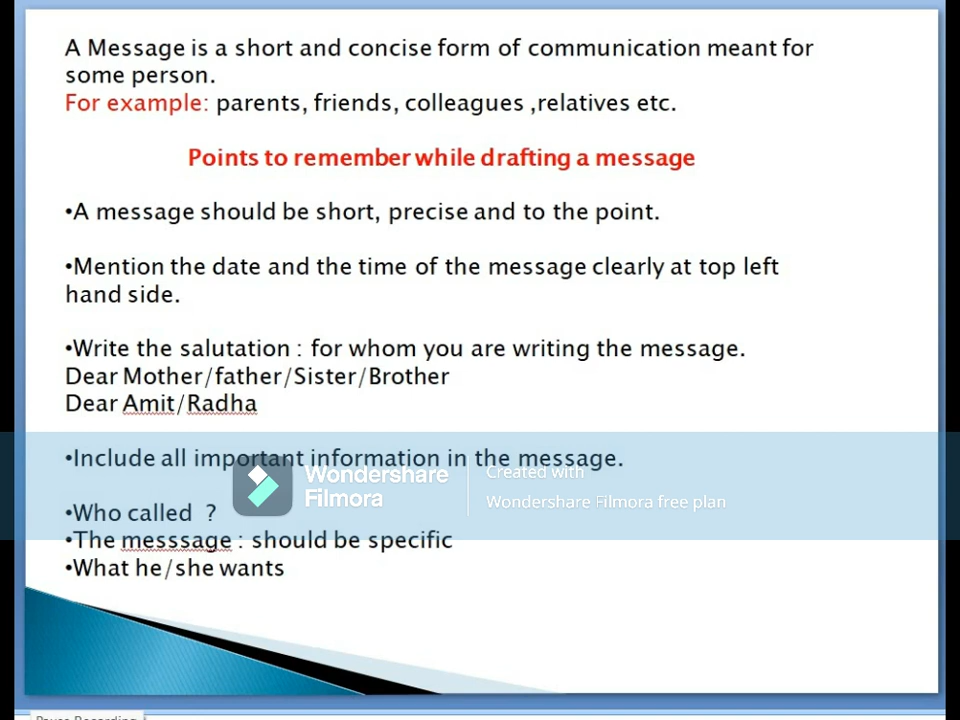 A Message is a short and concise form of communication meant for
some person.
For example: parents, friends, colleagues ,relatives etc.
Points to remember while drafting a message
•A message should be short, precise and to the point.
•Mention the date and the time of the message clearly at top left
hand side.
•Write the salutation : for whom you are writing the message.
Dear Mother/father/Sister/Brother
Dear Amit/Radha
•Include all important information in the message.
Wondershare
Filmora
Created with
Wondershare Filmora free plan
•Who called ?
•The messsage : should be specific
•What he/she wants
Pause Recording